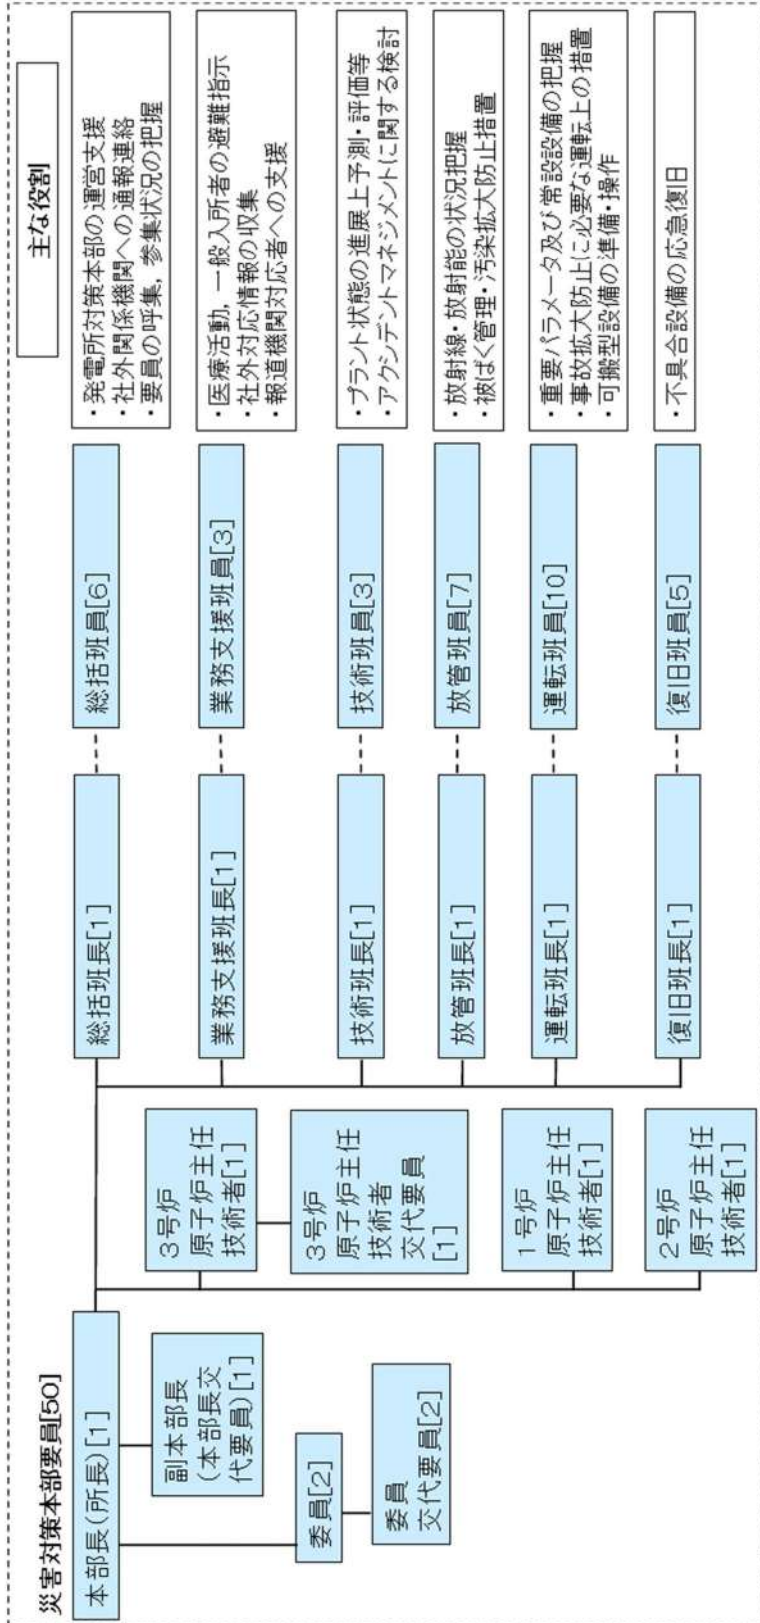 災害対策本部要員[50]
本部長(所長)[1]
副本部長
(本部長交
代要員)[1]
委員[2]
委員
交代要員[2]
3号炉
原子炉主任
技術者[1]
3号炉
原子炉主任
技術者
交代要員
[1]
1号炉
原子炉主任
技術者[1]
2号炉
原子炉主任
技術者[1]
主な役割
総括班長[1]
総括班員[6]
・発電所対策本部の運営支援
・社外関係機関への通報連絡
・要員の呼集,参集状況の把握
業務支援班長[1]
業務支援班員[3]
・医療活動,一般入所者の避難指示
・社外対応情報の収集
・報道機関対応者への支援
技術班長[1]
技術班員[3]
・プラント状態の進展上予測・評価等
・アクシデントマネジメントに関する検討
放管班長[1]
放管班員[7]
・放射線・放射能の状況把握
・被ばく管理・汚染拡大防止措置
運転班長[1]
運転班員[10]
・重要パラメータ及び常設設備の把握
・事故拡大防止に必要な運転上の措置
・可搬型設備の準備・操作
復旧班長[1]
復旧班員[5]
・不具合設備の応急復旧